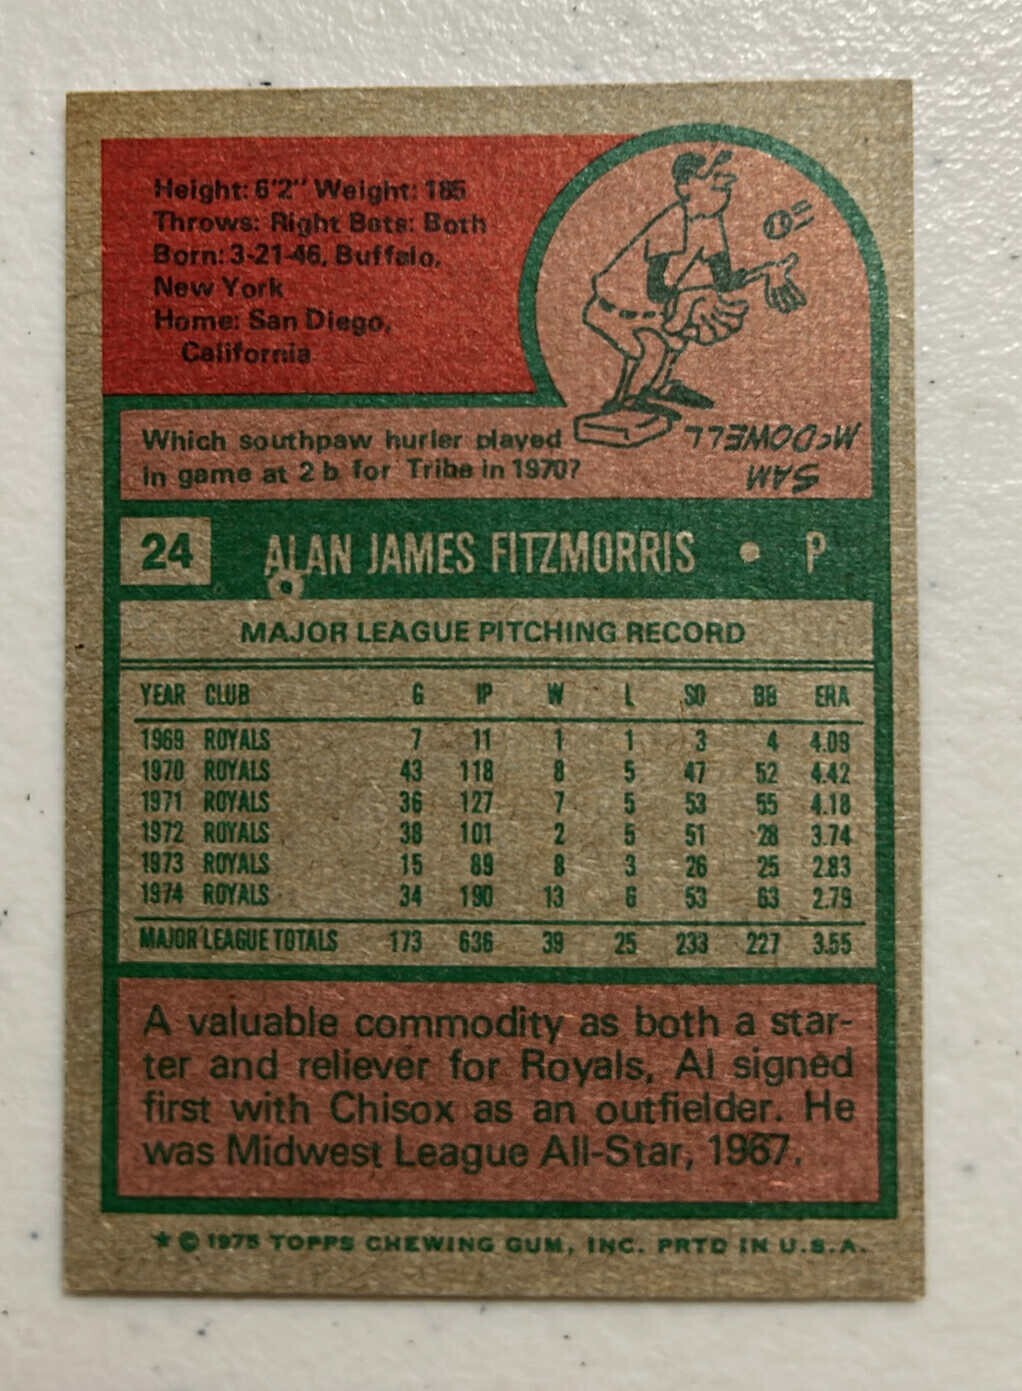 Height: 6'2" Weight: 185
Throws: Right Bats: Both
Born: 3-21-46, Buffalo,
New York
Home: San Diego,
California
Which southpaw hurler played
in game at 2 b for Tribe in 1970?
SAM
McDOWELL
24 ALAN JAMES FITZMORRIS • P
MAJOR LEAGUE PITCHING RECORD
YEAR CLUB G IP W L SO BB ERA
1969 ROYALS 7 11 1 1 3 4 4.09
1970 ROYALS 43 118 8 5 47 52 4.42
1971 ROYALS 36 127 7 5 53 55 4.18
1972 ROYALS 38 101 2 5 51 28 3.74
1973 ROYALS 15 89 8 3 26 25 2.83
1974 ROYALS 34 190 13 6 53 63 2.79
MAJOR LEAGUE TOTALS 173 636 39 25 233 227 3.55
A valuable commodity as both a star-
ter and reliever for Royals, Al signed
first with Chisox as an outfielder. He
was Midwest League All-Star, 1967.
★ © 1975 TOPPS CHEWING GUM, INC. PRTD IN U.S.A.